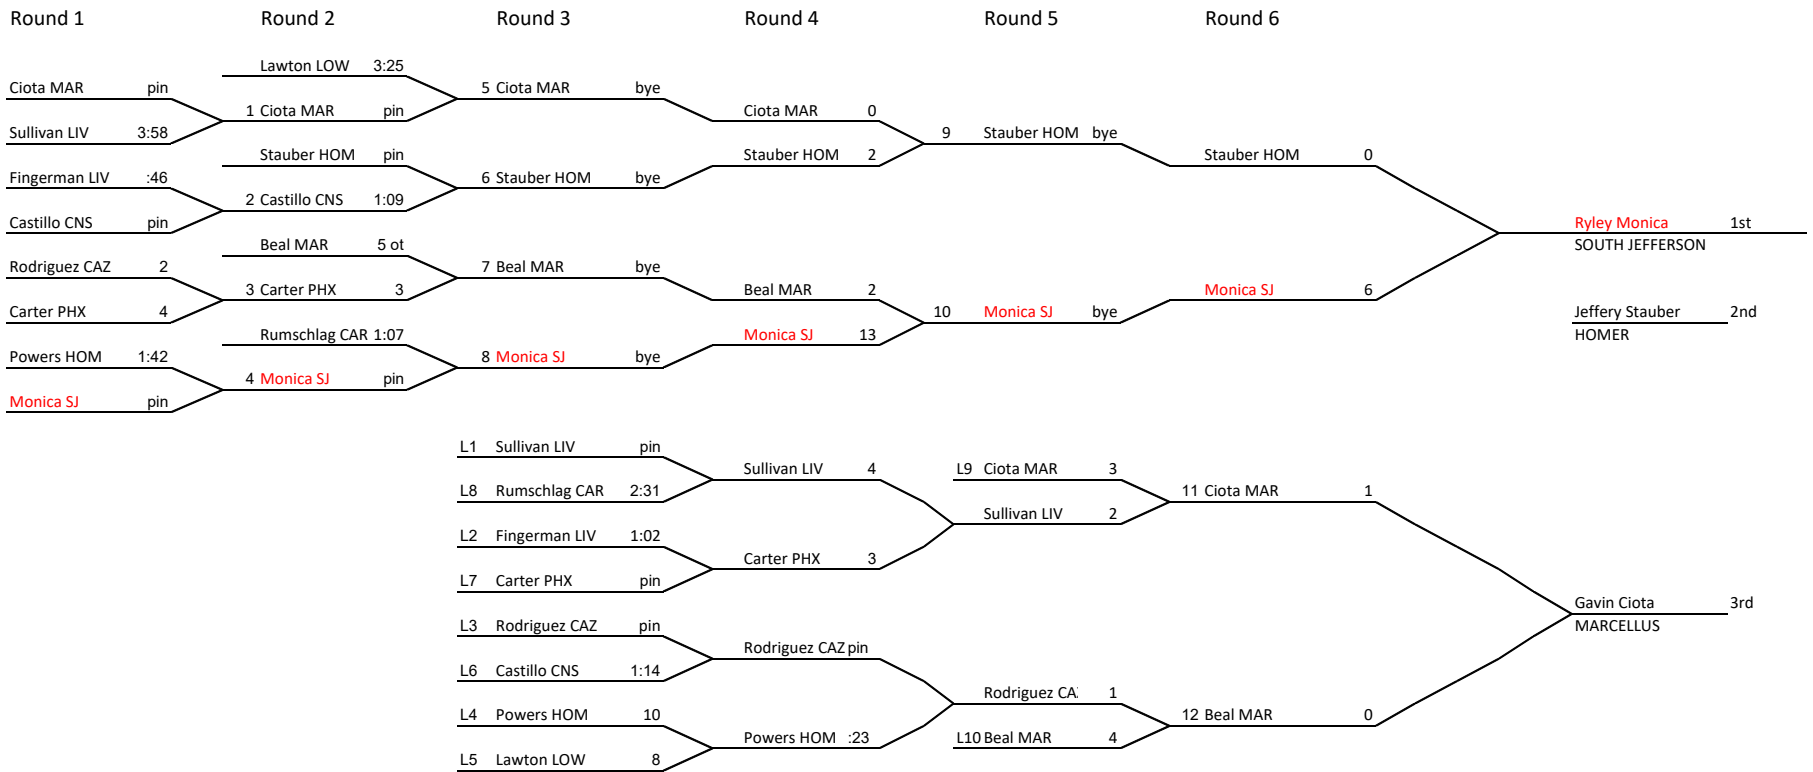 Round 1 Round 2 Round 3 Round 4 Round 5 Round 6
Lawton LOW 3:25
Ciota MAR pin 5 Ciota MAR bye
1 Ciota MAR pin Ciota MAR 0
Sullivan LIV 3:58 9 Stauber HOM bye
Stauber HOM pin Stauber HOM 2 Stauber HOM 0
Fingerman LIV :46 6 Stauber HOM bye
2 Castillo CNS 1:09
Castillo CNS pin Ryley Monica 1st
Beal MAR 5 ot SOUTH JEFFERSON
Rodriguez CAZ 2 7 Beal MAR bye
3 Carter PHX 3 Beal MAR 2 Monica SJ 6
Carter PHX 4 10 Monica SJ bye Jeffery Stauber 2nd
Rumschlag CAR 1:07 Monica SJ 13 HOMER
Powers HOM 1:42 8 Monica SJ bye
4 Monica SJ pin
Monica SJ pin
L1 Sullivan LIV pin
Sullivan LIV 4 L9 Ciota MAR 3
L8 Rumschlag CAR 2:31 11 Ciota MAR 1
Sullivan LIV 2
L2 Fingerman LIV 1:02
Carter PHX 3
L7 Carter PHX pin
Gavin Ciota 3rd
L3 Rodriguez CAZ pin MARCELLUS
Rodriguez CAZ pin
L6 Castillo CNS 1:14
Rodriguez CA 1
L4 Powers HOM 10 12 Beal MAR 0
Powers HOM :23 L10 Beal MAR 4
L5 Lawton LOW 8